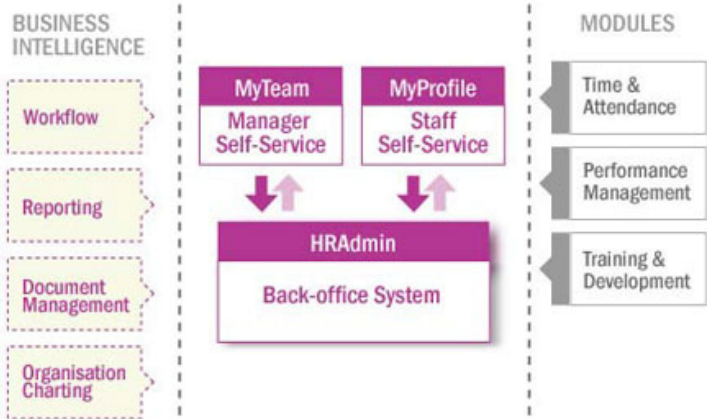 BUSINESS
INTELLIGENCE
Workflow
Reporting
Document
Management
Organisation
Charting
MyTeam
Manager
Self-Service
MyProfile
Staff
Self-Service
HRAdmin
Back-office System
MODULES
Time &
Attendance
Performance
Management
Training &
Development